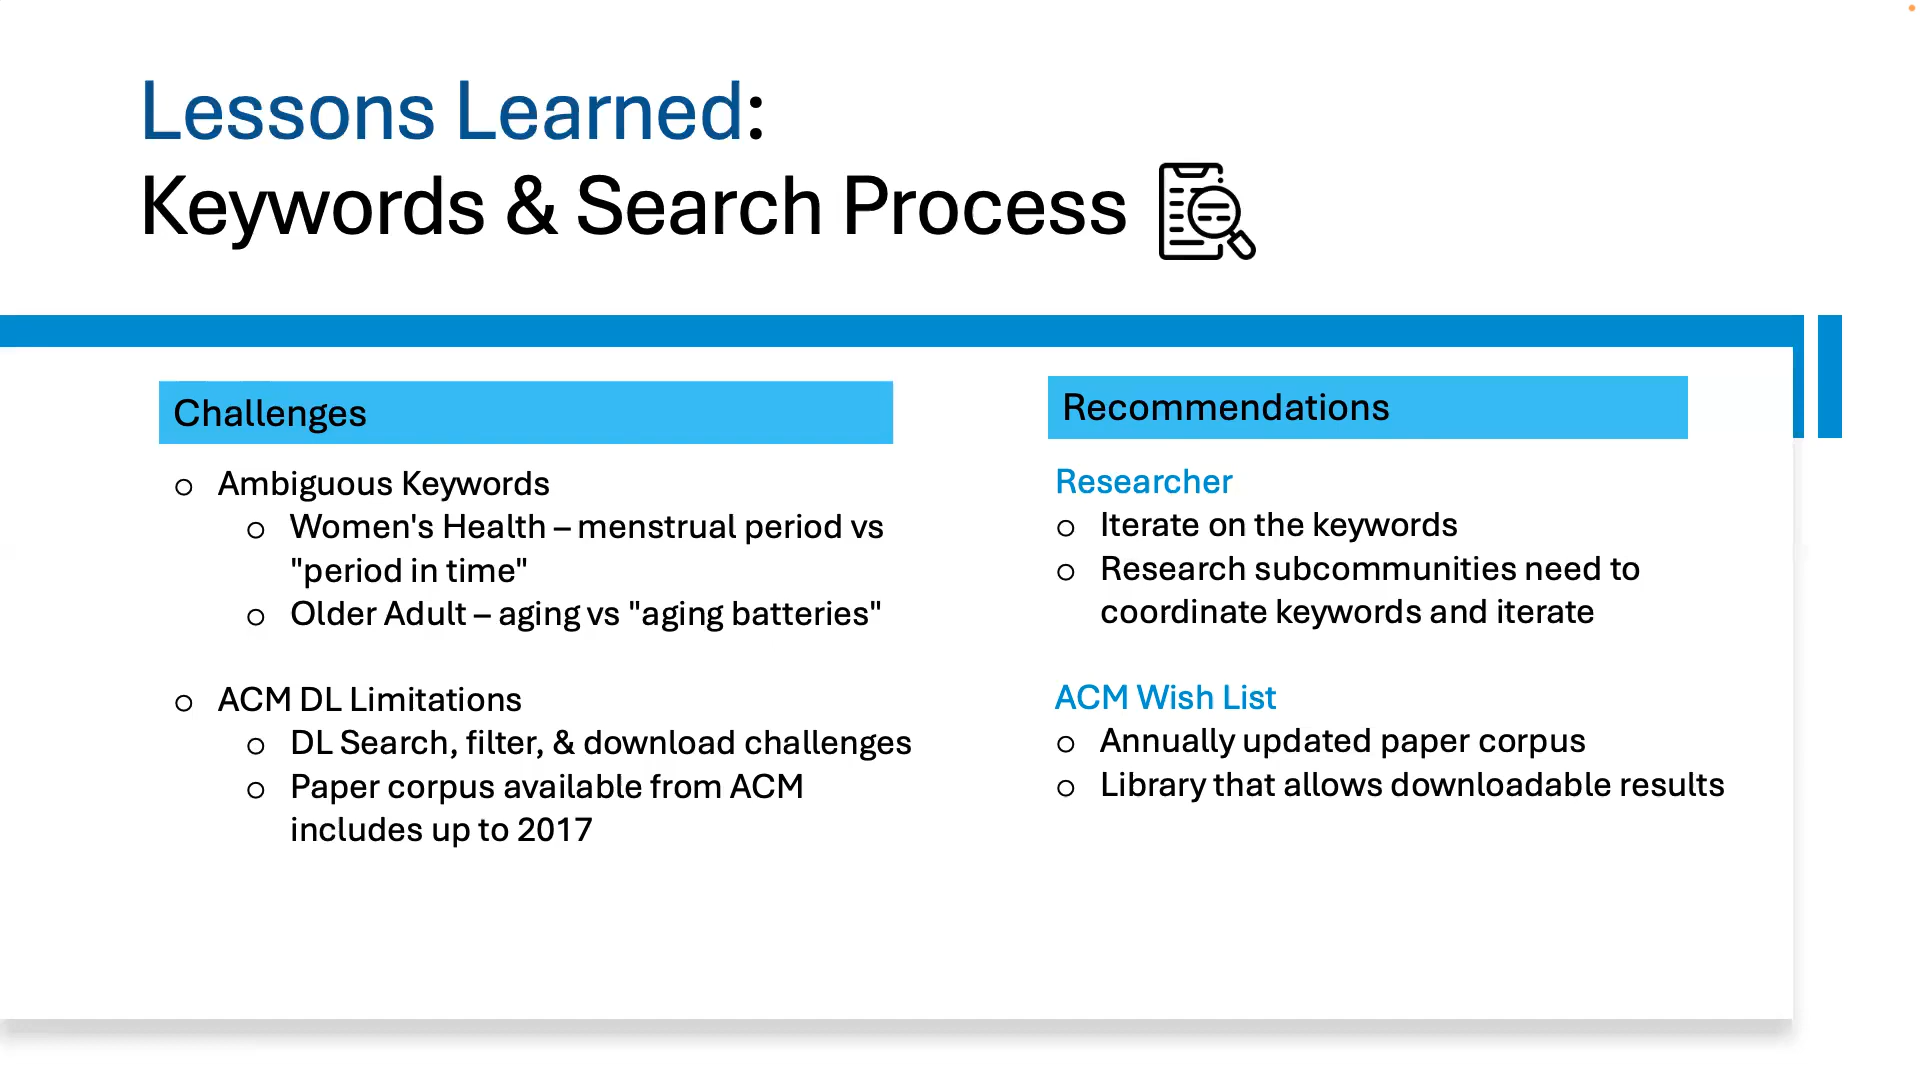 Lessons Learned:
Keywords & Search Process
Challenges
o Ambiguous Keywords
o Women's Health – menstrual period vs
"period in time"
o Older Adult – aging vs "aging batteries"
o ACM DL Limitations
o DL Search, filter, & download challenges
o Paper corpus available from ACM
includes up to 2017
Recommendations
Researcher
o Iterate on the keywords
o Research subcommunities need to
coordinate keywords and iterate
ACM Wish List
o Annually updated paper corpus
o Library that allows downloadable results